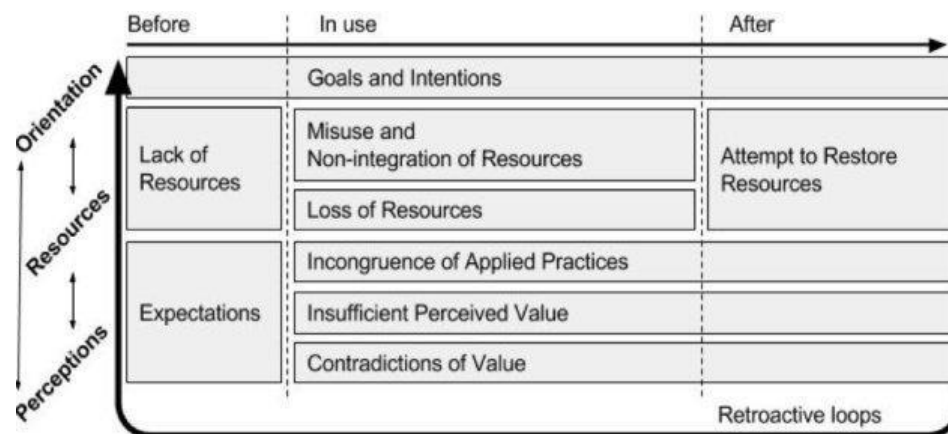 Before
In use
After
Orientation
Goals and Intentions
Resources
Lack of
Resources
Misuse and
Non-integration of Resources
Loss of Resources
Attempt to Restore
Resources
Perceptions
Expectations
Incongruence of Applied Practices
Insufficient Perceived Value
Contradictions of Value
Retroactive loops